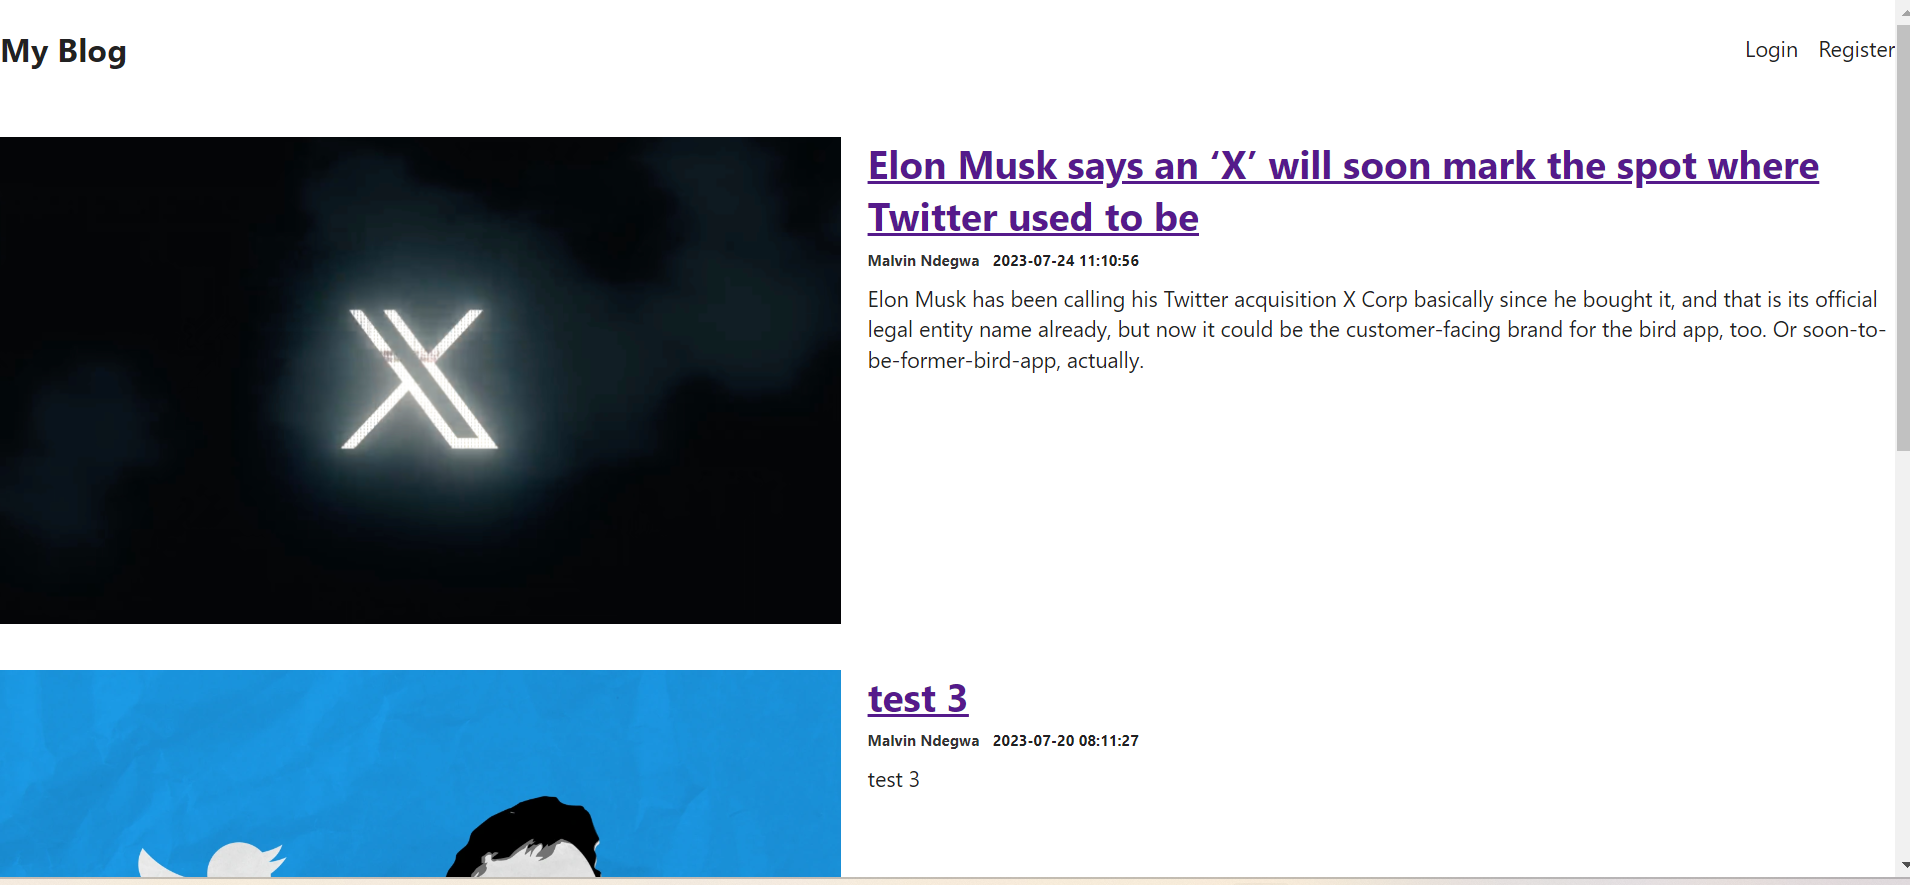 My Blog
Login Register
Elon Musk says an ‘X’ will soon mark the spot where
Twitter used to be
Malvin Ndegwa 2023-07-24 11:10:56
Elon Musk has been calling his Twitter acquisition X Corp basically since he bought it, and that is its official
legal entity name already, but now it could be the customer-facing brand for the bird app, too. Or soon-to-
be-former-bird-app, actually.
X
test 3
Malvin Ndegwa 2023-07-20 08:11:27
test 3